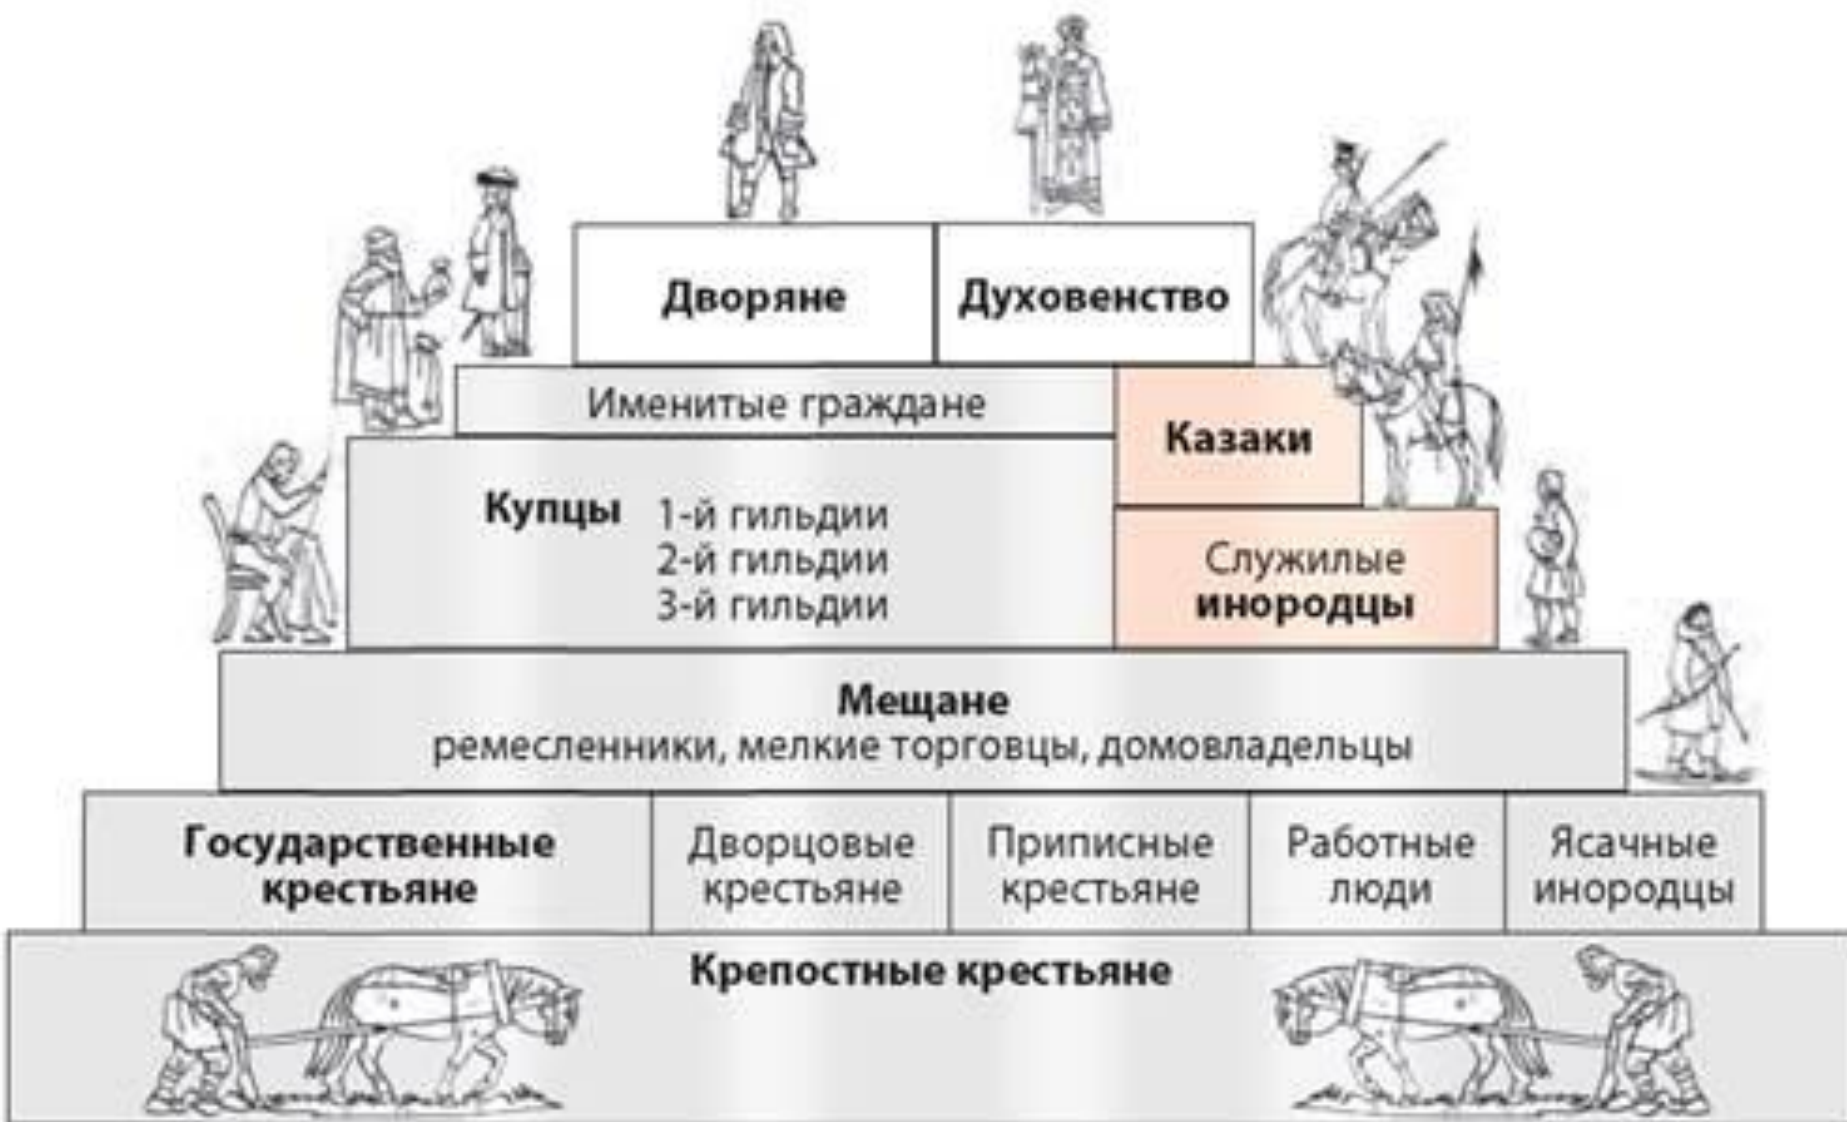 Дворяне
Духовенство
Именитые граждане
Казаки
Купцы 1-й гильдии
2-й гильдии
3-й гильдии
Служилые
инородцы
Мещане
ремесленники, мелкие торговцы, домовладельцы
Государственные
крестьяне
Дворцовые
крестьяне
Приписные
крестьяне
Работные
люди
Ясачные
инородцы
Крепостные крестьяне